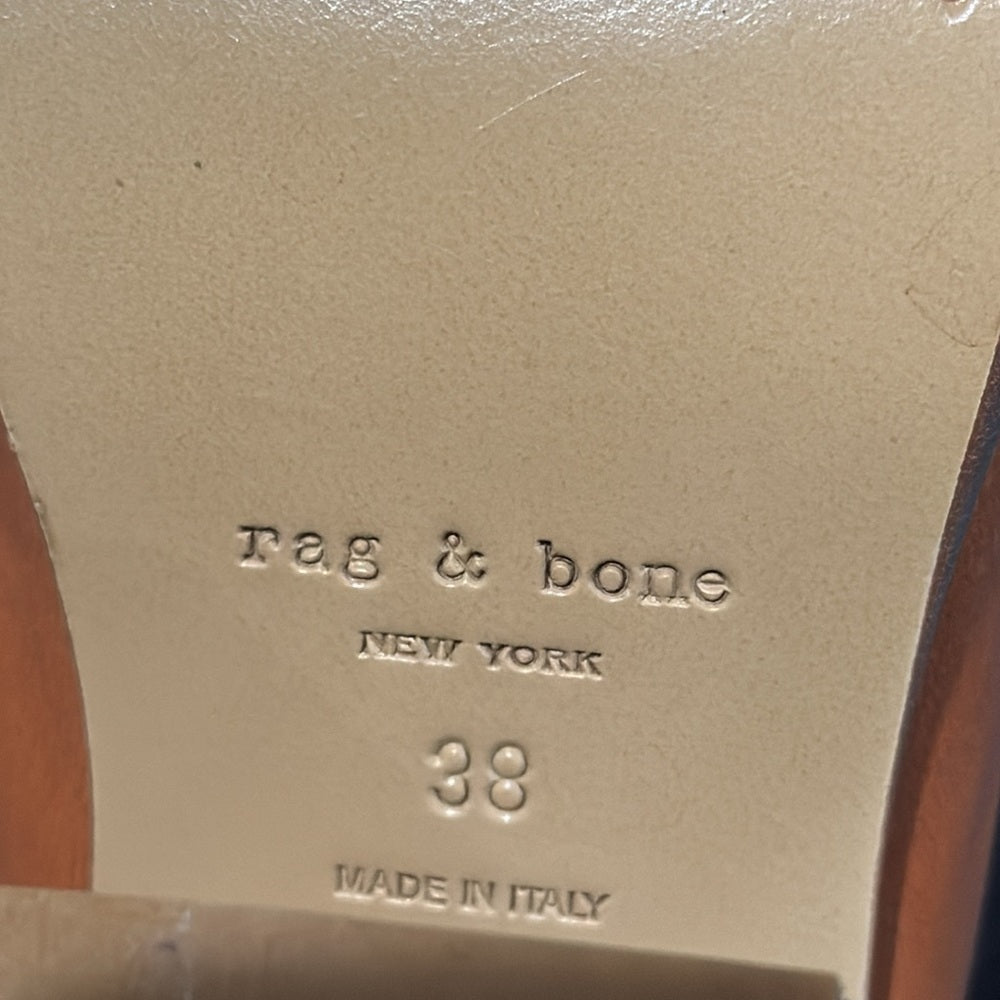 rag & bone
NEW YORK
38
MADE IN ITALY